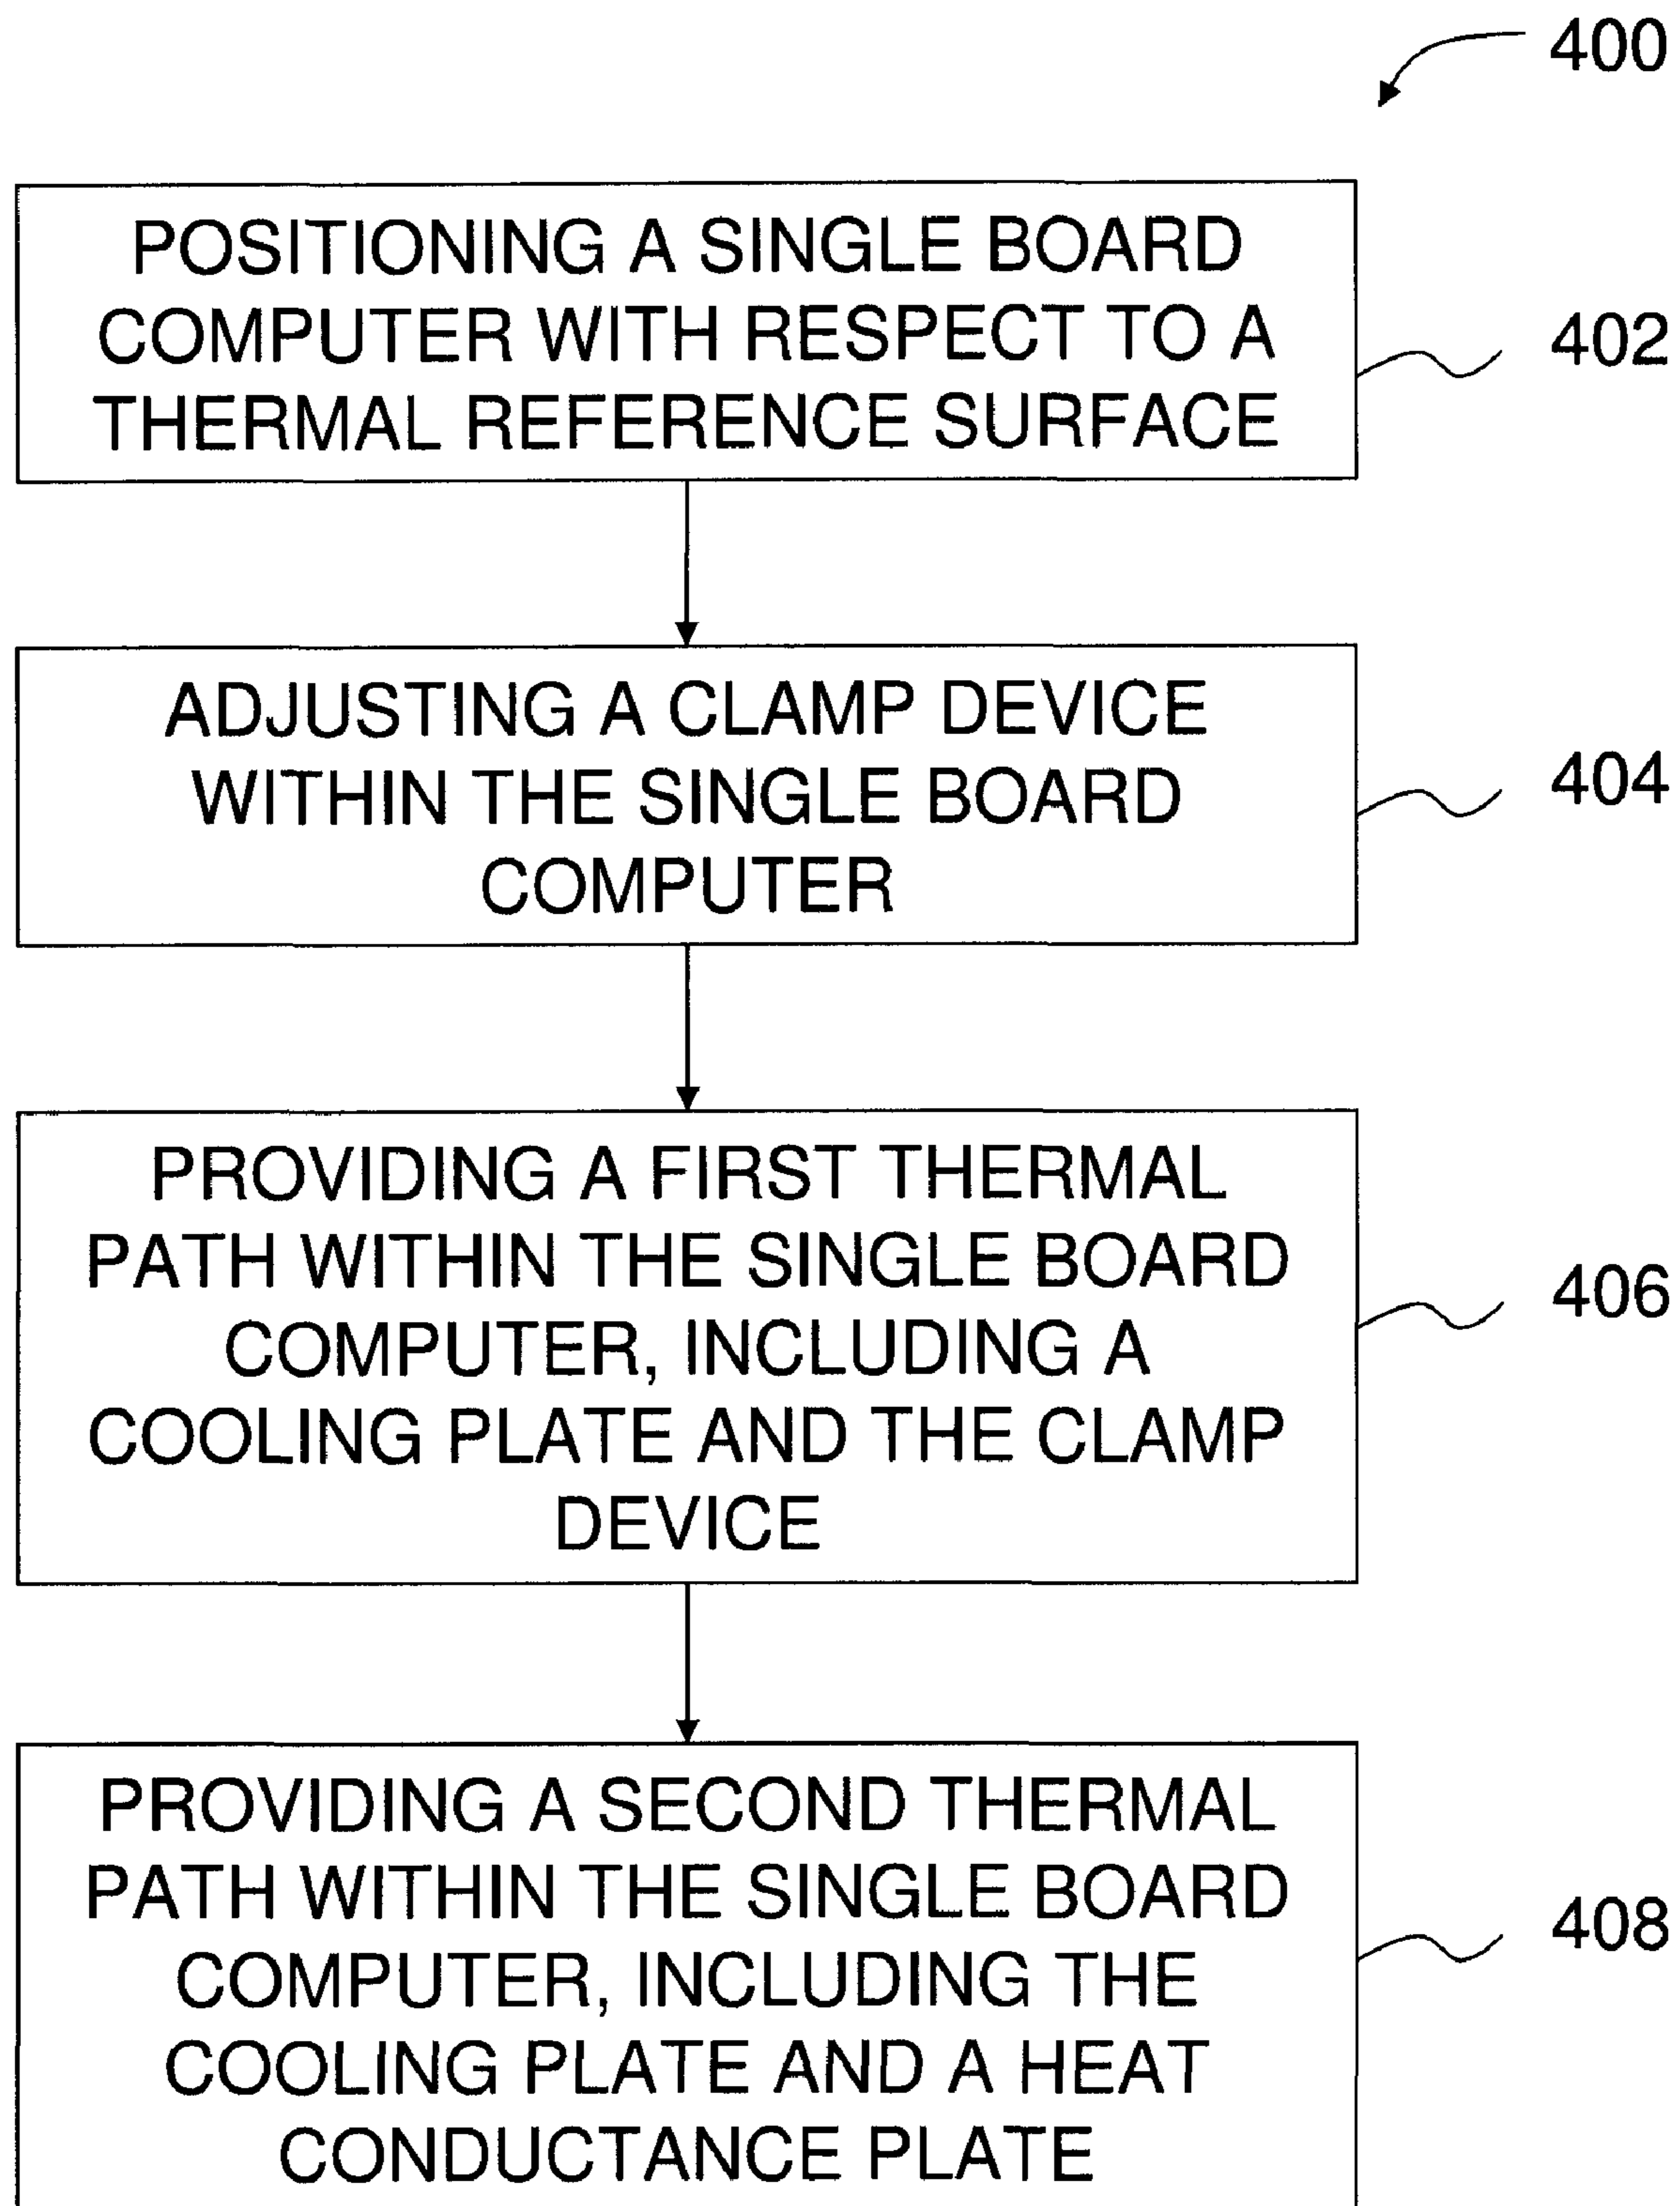 400
POSITIONING A SINGLE BOARD
COMPUTER WITH RESPECT TO A
THERMAL REFERENCE SURFACE
402
ADJUSTING A CLAMP DEVICE
WITHIN THE SINGLE BOARD
COMPUTER
404
PROVIDING A FIRST THERMAL
PATH WITHIN THE SINGLE BOARD
COMPUTER, INCLUDING A
COOLING PLATE AND THE CLAMP
DEVICE
406
PROVIDING A SECOND THERMAL
PATH WITHIN THE SINGLE BOARD
COMPUTER, INCLUDING THE
COOLING PLATE AND A HEAT
CONDUCTANCE PLATE
408